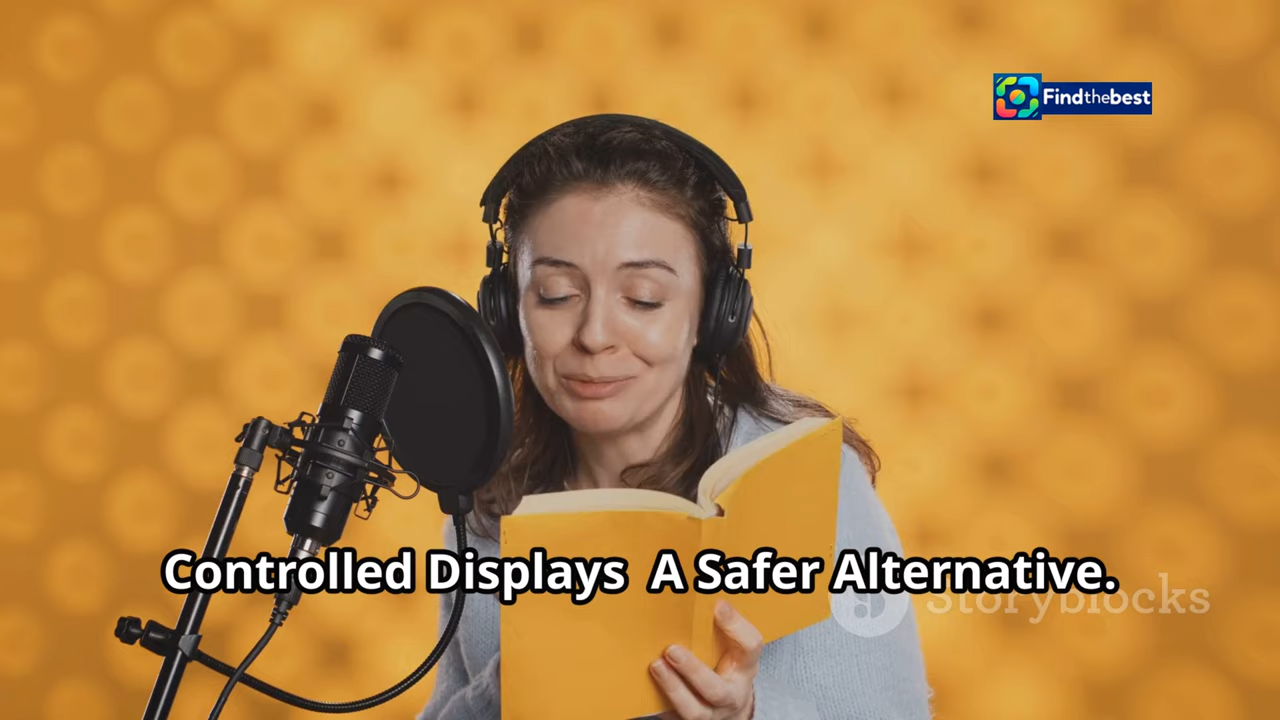 Findthebest
Controlled Displays  A Safer Alternative.
Storyblocks